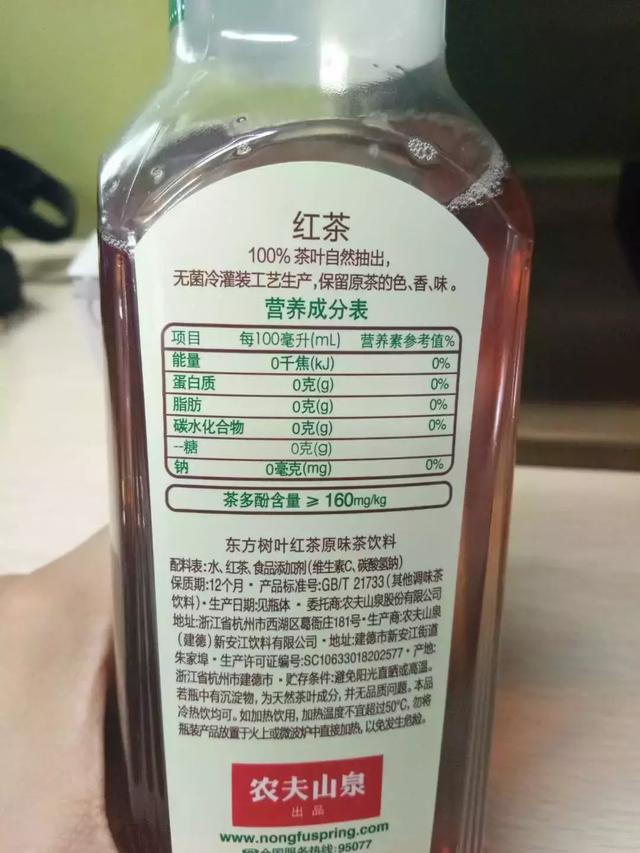 红茶
100% 茶叶自然抽出,
无菌冷灌装工艺生产,保留原茶的色、香、味。
营养成分表
项目 每100毫升(mL) 营养素参考值%
能量 0千焦(kJ) 0%
蛋白质 0克(g) 0%
脂肪 0克(g) 0%
碳水化合物 0克(g) 0%
--糖 0克(g)
钠 0毫克(mg) 0%
茶多酚含量 ≥ 160mg/kg
东方树叶红茶原味茶饮料
配料表:水、红茶、食品添加剂(维生素C、碳酸氢钠)
保质期:12个月·产品标准号:GB/T 21733(其他调味茶
饮料)·生产日期:见瓶体·委托商:农夫山泉股份有限公司
地址:浙江省杭州市西湖区葛衙庄181号·生产商:农夫山泉
(建德)新安江饮料有限公司·地址:建德市新安江街道
朱家埠·生产许可证编号:SC10633018202577·产地:
浙江省杭州市建德市·贮存条件:避免阳光直晒或高温。
若瓶中有沉淀物,为天然茶叶成分,并无品质问题。本品
冷热饮均可。如加热饮用,加热温度不宜超过50°C,勿将
瓶装产品放置于火上或微波炉中直接加热,以免发生危险。
农夫山泉
出品
www.nongfuspring.com
全国服务热线:95077